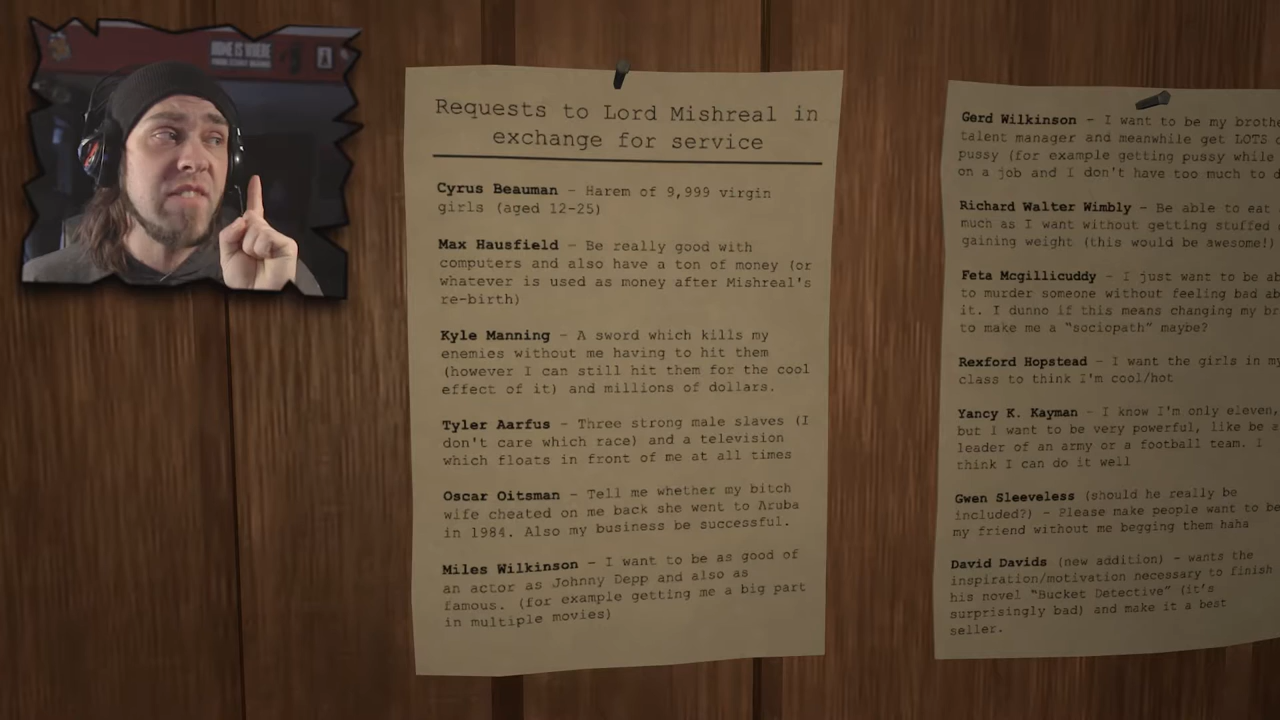 HOME IS WHERE
Requests to Lord Mishreal in
exchange for service
Cyrus Beauman - Harem of 9,999 virgin
girls (aged 12-25)
Max Hausfield - Be really good with
computers and also have a ton of money (or
whatever is used as money after Mishreal's
re-birth)
Kyle Manning - A sword which kills my
enemies without me having to hit them
(however I can still hit them for the cool
effect of it) and millions of dollars.
Tyler Aarfus - Three strong male slaves (I
don't care which race) and a television
which floats in front of me at all times
Oscar Oitsman - Tell me whether my bitch
wife cheated on me back she went to Aruba
in 1984. Also my business be successful.
Miles Wilkinson - I want to be as good of
an actor as Johnny Depp and also as
famous. (for example getting me a big part
in multiple movies)
Gerd Wilkinson - I want to be my brothe
talent manager and meanwhile get LOTS
pussy (for example getting pussy while
on a job and I don't have too much to d
Richard Walter Wimbly - Be able to eat
much as I want without getting stuffed
gaining weight (this would be awesome!)
Feta Mcgillicuddy - I just want to be ab
to murder someone without feeling bad ab
it. I dunno if this means changing my br
to make me a "sociopath" maybe?
Rexford Hopstead - I want the girls in my
class to think I'm cool/hot
Yancy K. Kayman - I know I'm only eleven,
but I want to be very powerful, like be a
leader of an army or a football team. I
think I can do it well
Gwen Sleeveless (should he really be
included?) - Please make people want to be
my friend without me begging them haha
David Davids (new addition) - wants the
inspiration/motivation necessary to finish
his novel "Bucket Detective" (it's
surprisingly bad) and make it a best
seller.